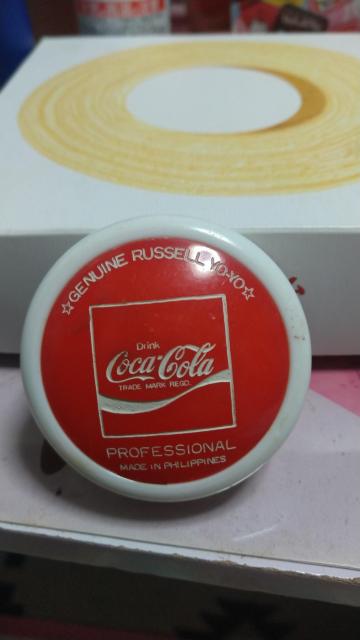 ☆GENUINE RUSSELL YO-YO☆
Drink
Coca-Cola
TRADE MARK REGD.
PROFESSIONAL
MADE IN PHILIPPINES